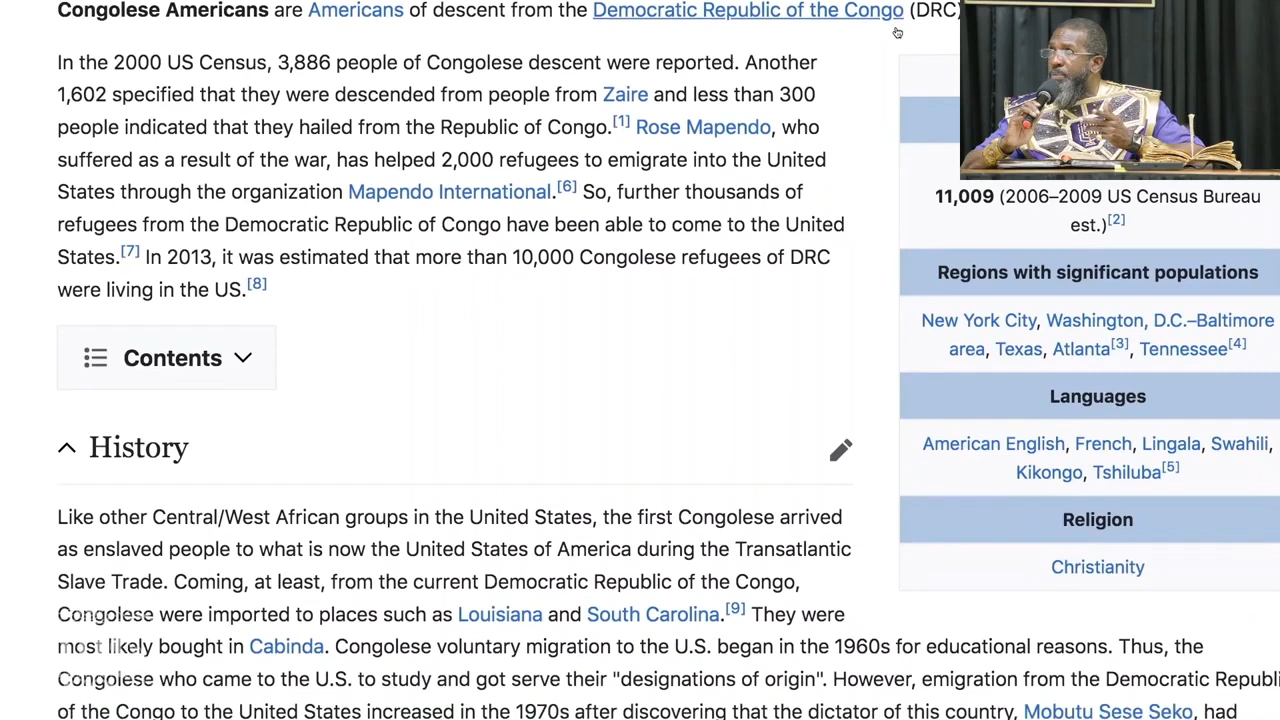 Congolese Americans are Americans of descent from the Democratic Republic of the Congo (DRC)
In the 2000 US Census, 3,886 people of Congolese descent were reported. Another
1,602 specified that they were descended from people from Zaire and less than 300
people indicated that they hailed from the Republic of Congo.[1] Rose Mapendo, who
suffered as a result of the war, has helped 2,000 refugees to emigrate into the United
States through the organization Mapendo International.[6] So, further thousands of
refugees from the Democratic Republic of Congo have been able to come to the United
States.[7] In 2013, it was estimated that more than 10,000 Congolese refugees of DRC
were living in the US.[8]
11,009 (2006–2009 US Census Bureau
est.)[2]
Regions with significant populations
New York City, Washington, D.C.–Baltimore
area, Texas, Atlanta[3], Tennessee[4]
Languages
American English, French, Lingala, Swahili,
Kikongo, Tshiluba[5]
Religion
Christianity
Contents
History
Like other Central/West African groups in the United States, the first Congolese arrived
as enslaved people to what is now the United States of America during the Transatlantic
Slave Trade. Coming, at least, from the current Democratic Republic of the Congo,
Congolese were imported to places such as Louisiana and South Carolina.[9] They were
most likely bought in Cabinda. Congolese voluntary migration to the U.S. began in the 1960s for educational reasons. Thus, the
Congolese who came to the U.S. to study and got serve their "designations of origin". However, emigration from the Democratic Republi
of the Congo to the United States increased in the 1970s after discovering that the dictator of this country, Mobutu Sese Seko, had